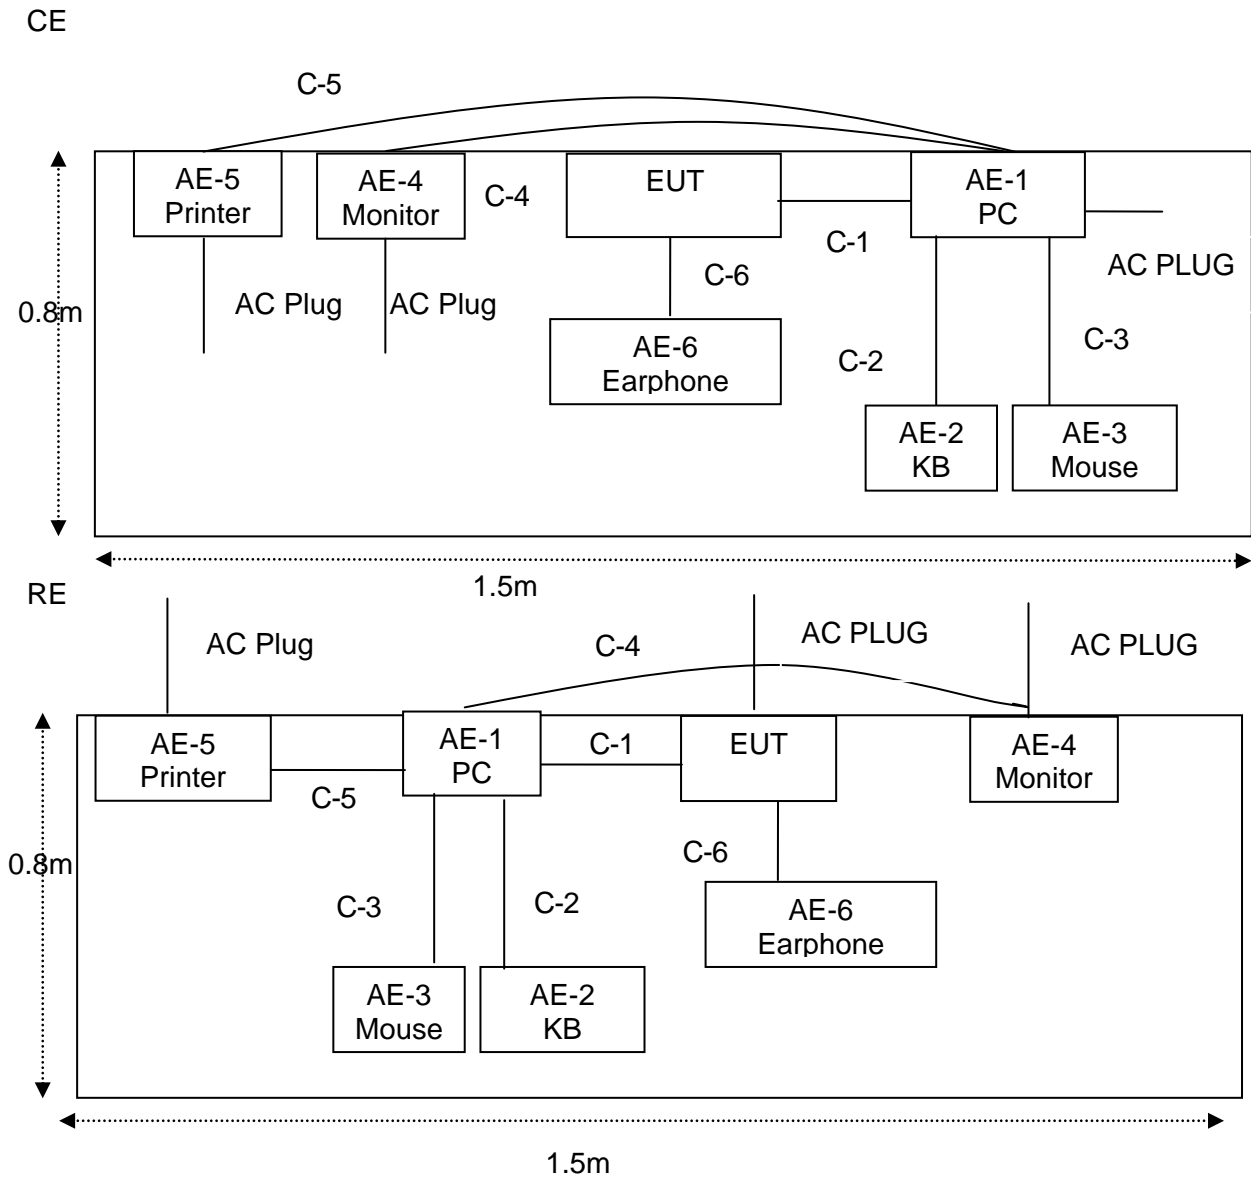 CE
C-5
AE-5
Printer
AE-4
Monitor
C-4
EUT
AE-1
PC
C-1
AC PLUG
C-6
AC Plug
AC Plug
0.8m
AE-6
Earphone
C-2
C-3
AE-2
KB
AE-3
Mouse
1.5m
RE
AC Plug
C-4
AC PLUG
AC PLUG
AE-5
Printer
AE-1
PC
C-1
EUT
AE-4
Monitor
C-5
0.8m
C-6
C-3
C-2
AE-6
Earphone
AE-3
Mouse
AE-2
KB
1.5m